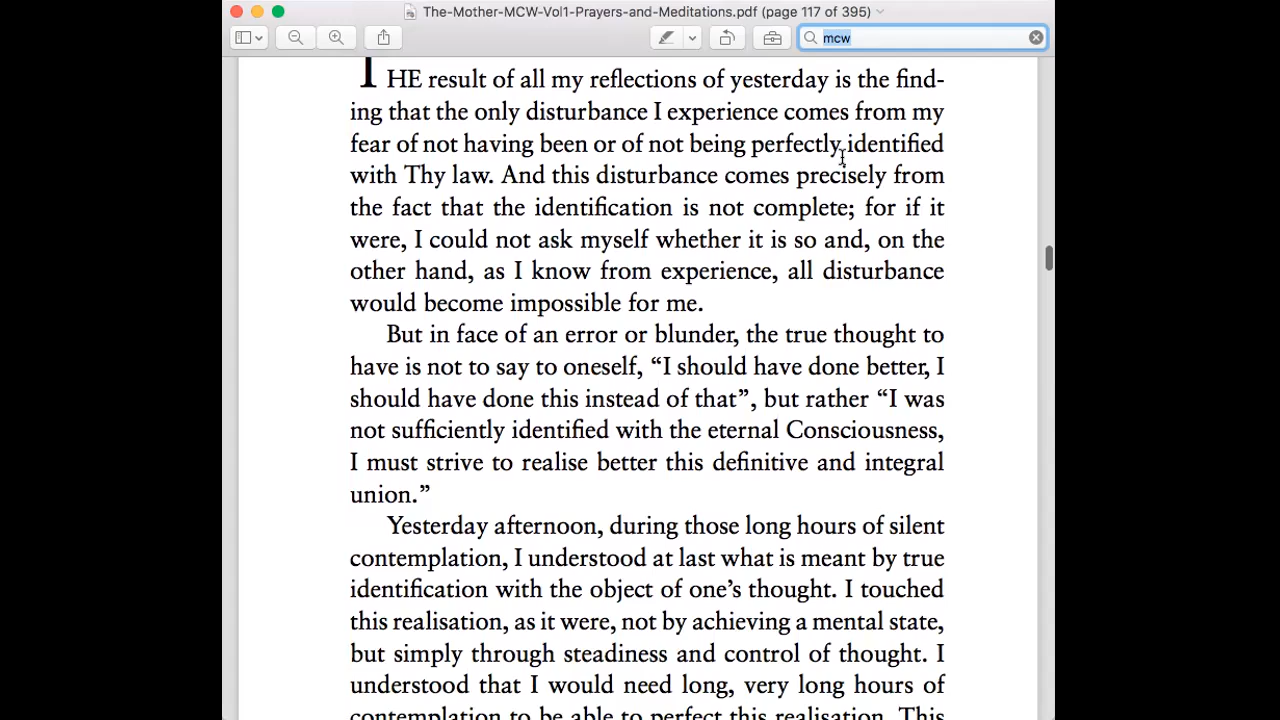 The-Mother-MCW-Vol1-Prayers-and-Meditations.pdf (page 117 of 395)
mcw
THE result of all my reflections of yesterday is the find-
ing that the only disturbance I experience comes from my
fear of not having been or of not being perfectly identified
with Thy law. And this disturbance comes precisely from
the fact that the identification is not complete; for if it
were, I could not ask myself whether it is so and, on the
other hand, as I know from experience, all disturbance
would become impossible for me.
But in face of an error or blunder, the true thought to
have is not to say to oneself, “I should have done better, I
should have done this instead of that”, but rather “I was
not sufficiently identified with the eternal Consciousness,
I must strive to realise better this definitive and integral
union.”
Yesterday afternoon, during those long hours of silent
contemplation, I understood at last what is meant by true
identification with the object of one’s thought. I touched
this realisation, as it were, not by achieving a mental state,
but simply through steadiness and control of thought. I
understood that I would need long, very long hours of
contemplation to be able to perfect this realisation. This